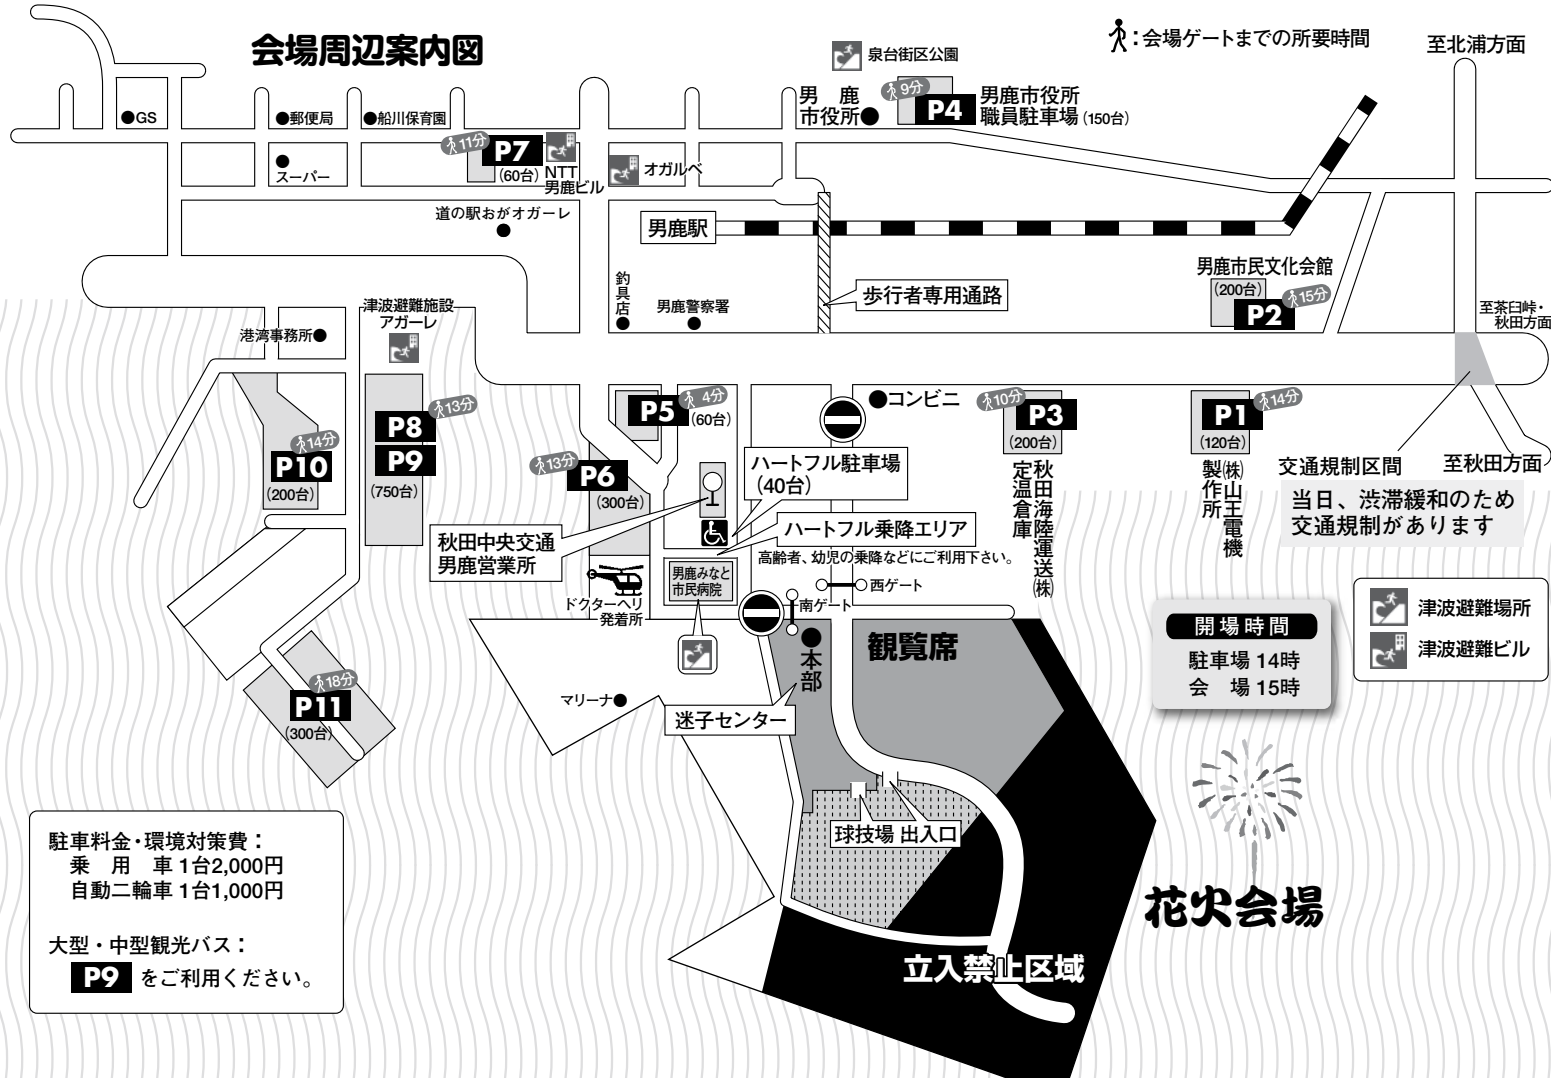 会場周辺案内図
:会場ゲートまでの所要時間
至北浦方面
泉台街区公園
男鹿
市役所
9分
P4
男鹿市役所
職員駐車場(150台)
GS
郵便局
船川保育園
スーパー
11分
P7
(60台)
NTT
男鹿ビル
オガルベ
道の駅おがオガーレ
男鹿駅
歩行者専用通路
男鹿市民文化会館
(200台)
P2
15分
至茶臼峠・
秋田方面
釣具店
男鹿警察署
津波避難施設
アガーレ
港湾事務所
P8
13分
P9
(750台)
14分
P10
(200台)
P5
4分
(60台)
コンビニ
10分
P3
(200台)
秋田海陸運送㈱
定温倉庫
P1
14分
(120台)
㈱山王電機
製作所
交通規制区間
至秋田方面
当日、渋滞緩和のため
交通規制があります
13分
P6
(300台)
ハートフル駐車場
(40台)
ハートフル乗降エリア
高齢者、幼児の乗降などにご利用下さい。
秋田中央交通
男鹿営業所
ドクターヘリ
発着所
男鹿みなと
市民病院
西ゲート
南ゲート
本部
観覧席
開場時間
駐車場 14時
会 場 15時
津波避難場所
津波避難ビル
18分
P11
(300台)
マリーナ
迷子センター
球技場 出入口
花火会場
立入禁止区域
駐車料金・環境対策費:
乗 用 車 1台2,000円
自動二輪車 1台1,000円
大型・中型観光バス:
P9 をご利用ください。